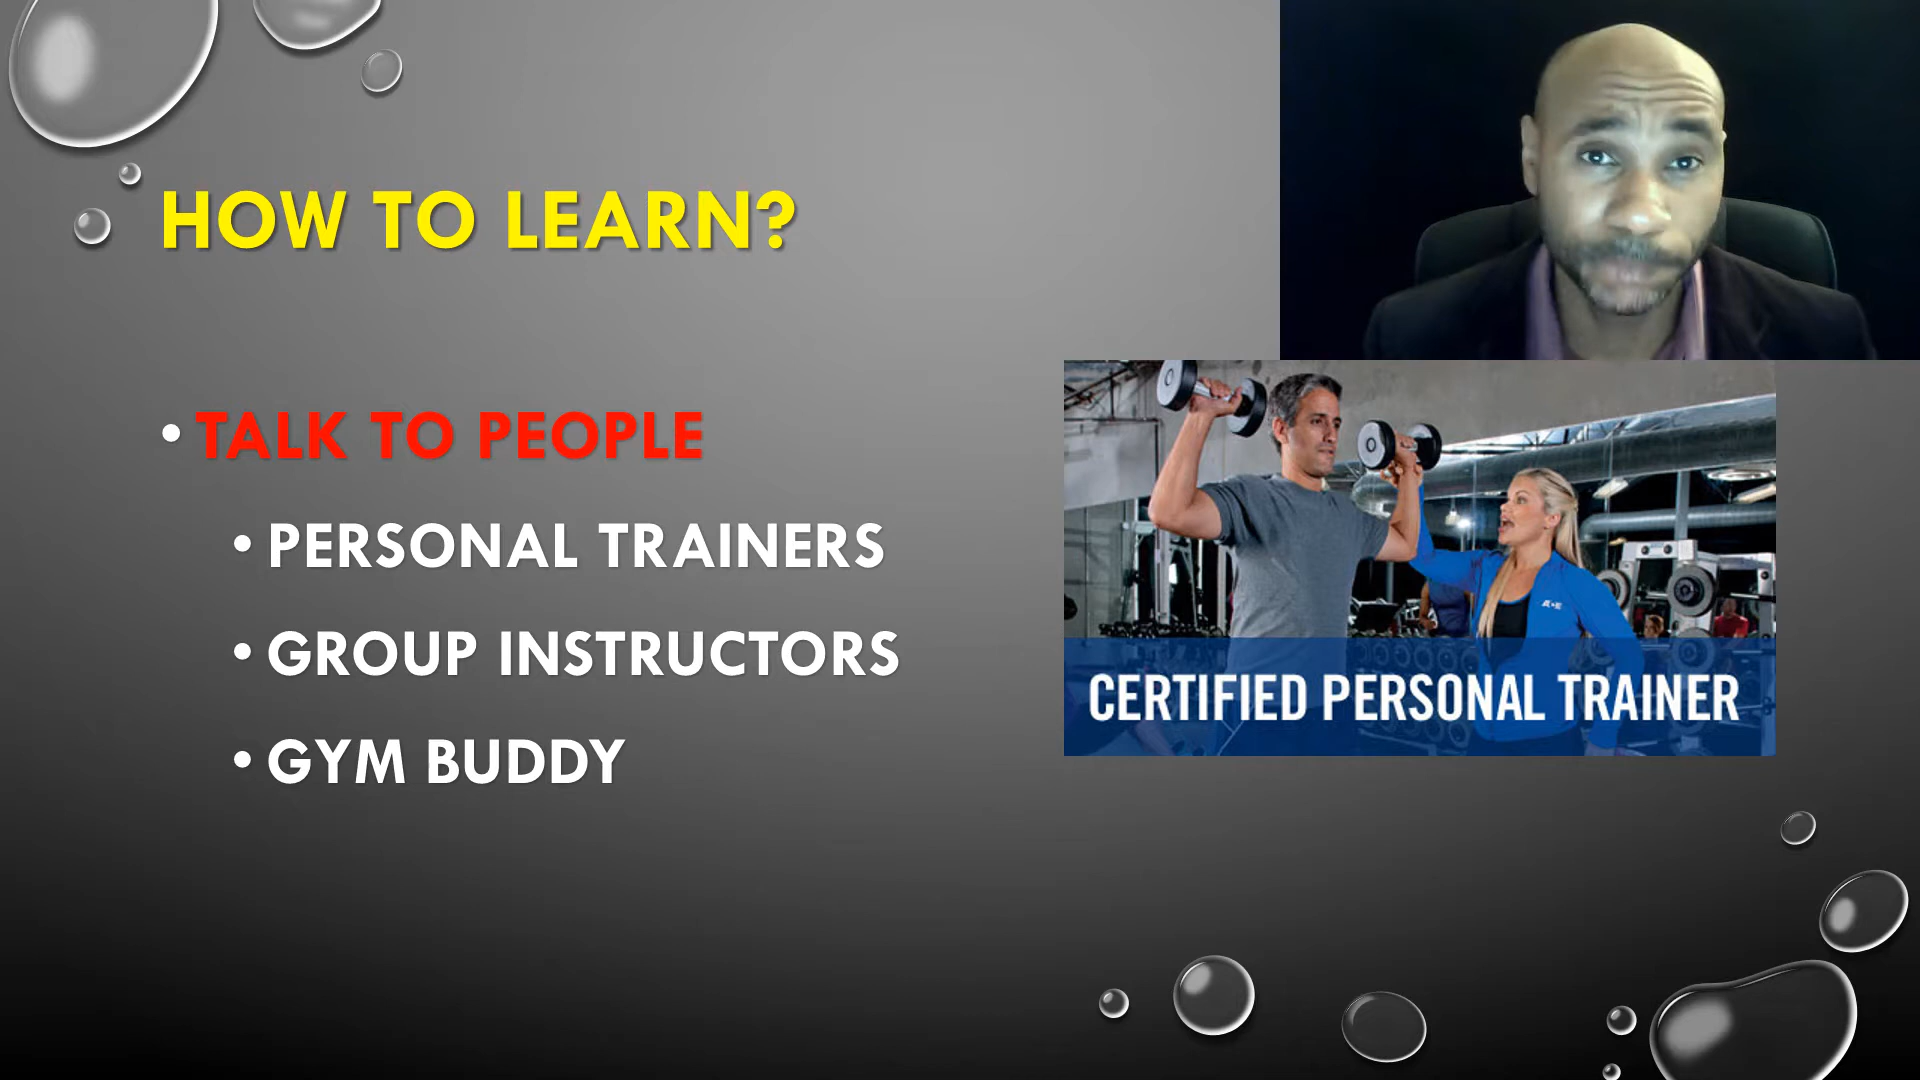 HOW TO LEARN?
• TALK TO PEOPLE
• PERSONAL TRAINERS
• GROUP INSTRUCTORS
• GYM BUDDY
CERTIFIED PERSONAL TRAINER